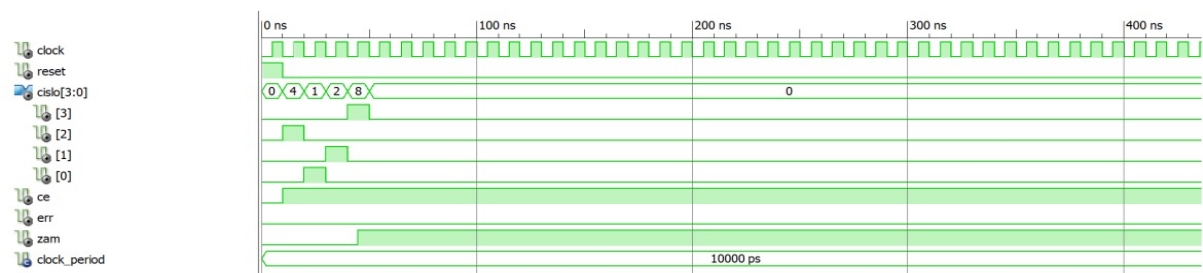 0 ns 100 ns 200 ns 300 ns 400 ns
clock
reset
cislo[3:0] 0 4 1 2 8 0
[3]
[2]
[1]
[0]
ce
err
zam
clock_period 10000 ps